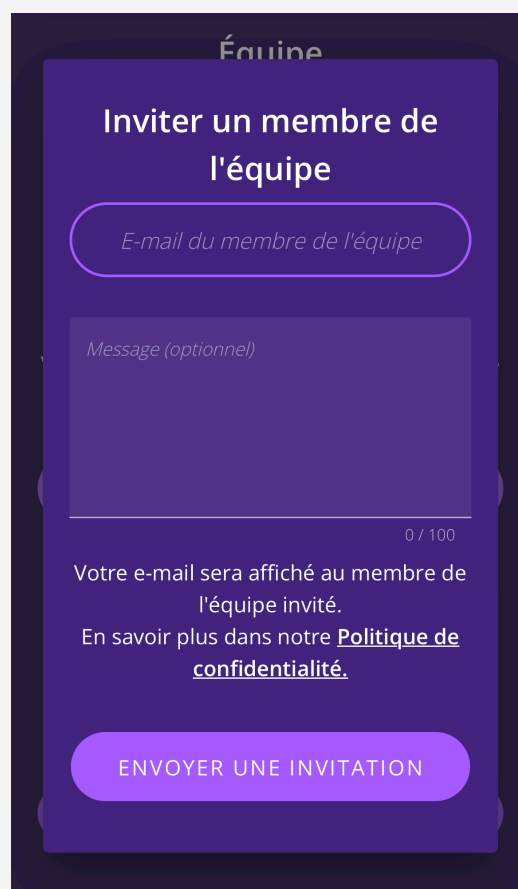 Équipe
Inviter un membre de
l'équipe
E-mail du membre de l'équipe
Message (optionnel)
0 / 100
Votre e-mail sera affiché au membre de
l'équipe invité.
En savoir plus dans notre Politique de
confidentialité.
ENVOYER UNE INVITATION